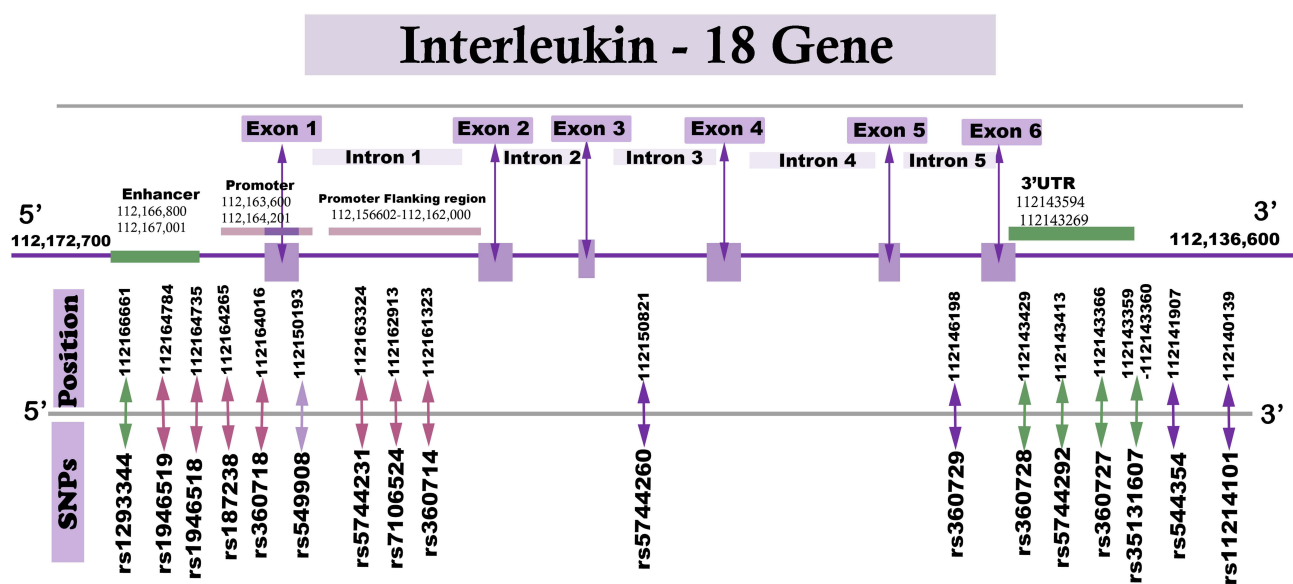 Interleukin - 18 Gene
Exon 1
Exon 2
Exon 3
Exon 4
Exon 5
Exon 6
Intron 1
Intron 2
Intron 3
Intron 4
Intron 5
Enhancer
112,166,800
112,167,001
Promoter
112,163,600
112,164,201
Promoter Flanking region
112,156602-112,162,000
3’UTR
112143594
112143269
5’
3’
112,172,700
112,136,600
Position
112166661
112164784
112164735
112164265
112164016
112150193
112163324
112162913
112161323
112150821
112146198
112143429
112143413
112143366
112143359
-112143360
112141907
112140139
5’
3’
SNPs
rs1293344
rs1946519
rs1946518
rs187238
rs360718
rs549908
rs5744231
rs7106524
rs360714
rs5744260
rs360729
rs360728
rs5744292
rs360727
rs35131607
rs544354
rs11214101